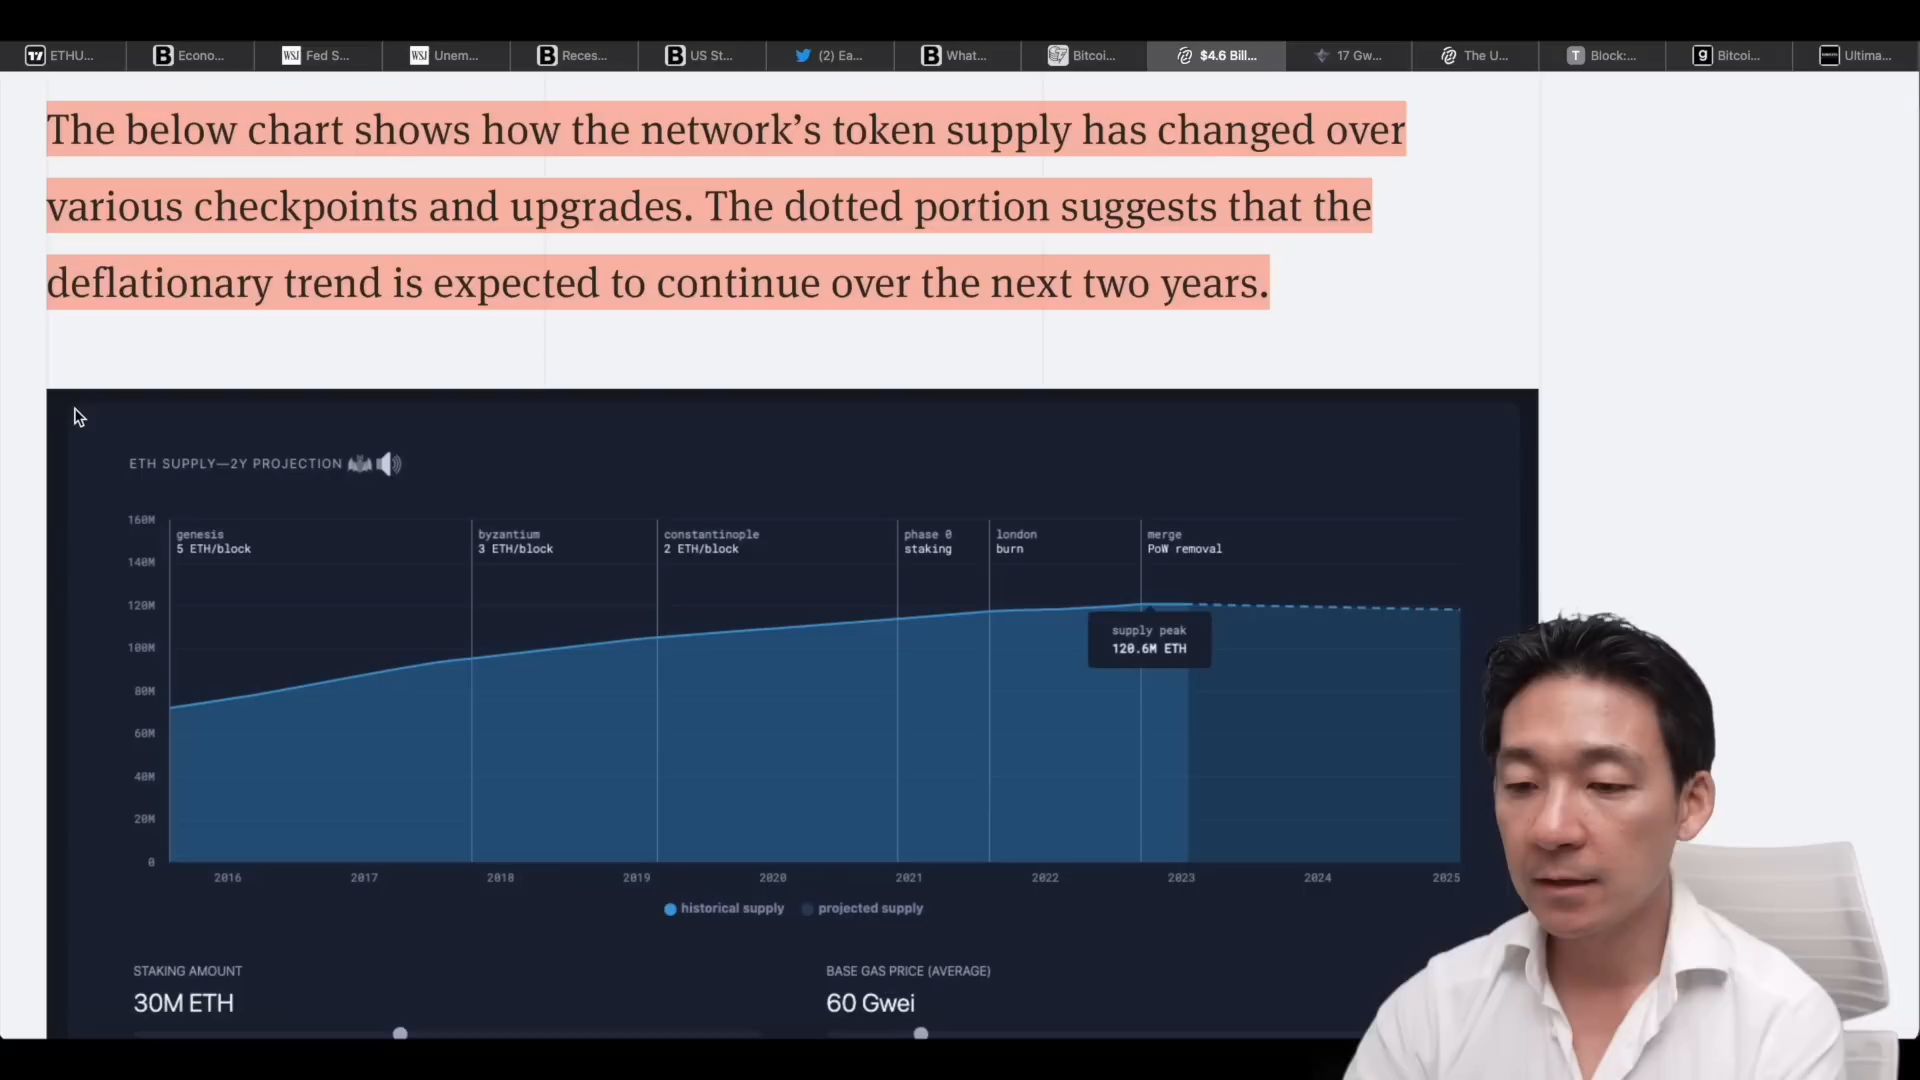 ETHU...
Econo...
Fed S...
Unem...
Reces...
US St...
(2) Ea...
What...
Bitcoi...
$4.6 Bill...
17 Gw...
The U...
Block:...
Bitcoi...
Ultima...
The below chart shows how the network’s token supply has changed over
various checkpoints and upgrades. The dotted portion suggests that the
deflationary trend is expected to continue over the next two years.
ETH SUPPLY—2Y PROJECTION
160M
140M
120M
100M
80M
60M
40M
20M
0
genesis
5 ETH/block
byzantium
3 ETH/block
constantinople
2 ETH/block
phase 0
staking
london
burn
merge
PoW removal
supply peak
120.6M ETH
2016 2017 2018 2019 2020 2021 2022 2023 2024 2025
historical supply projected supply
STAKING AMOUNT
30M ETH
BASE GAS PRICE (AVERAGE)
60 Gwei